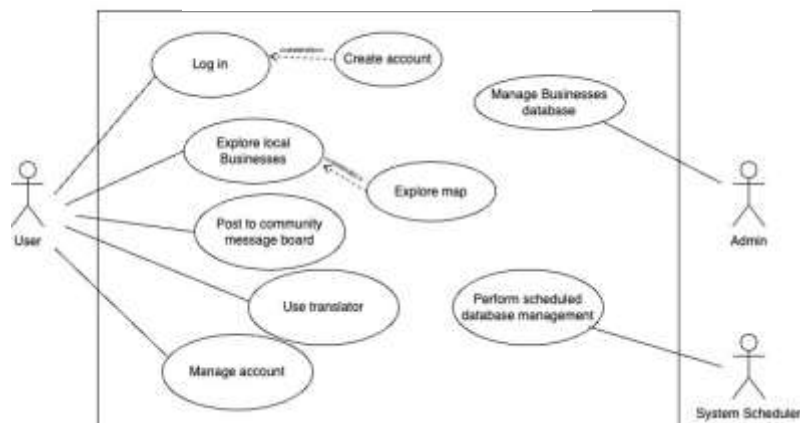 Log in
Create account
Manage Businesses
database
Explore local
Businesses
Explore map
User
Admin
Post to community
message board
Use translator
Perform scheduled
database management
Manage account
System Scheduler